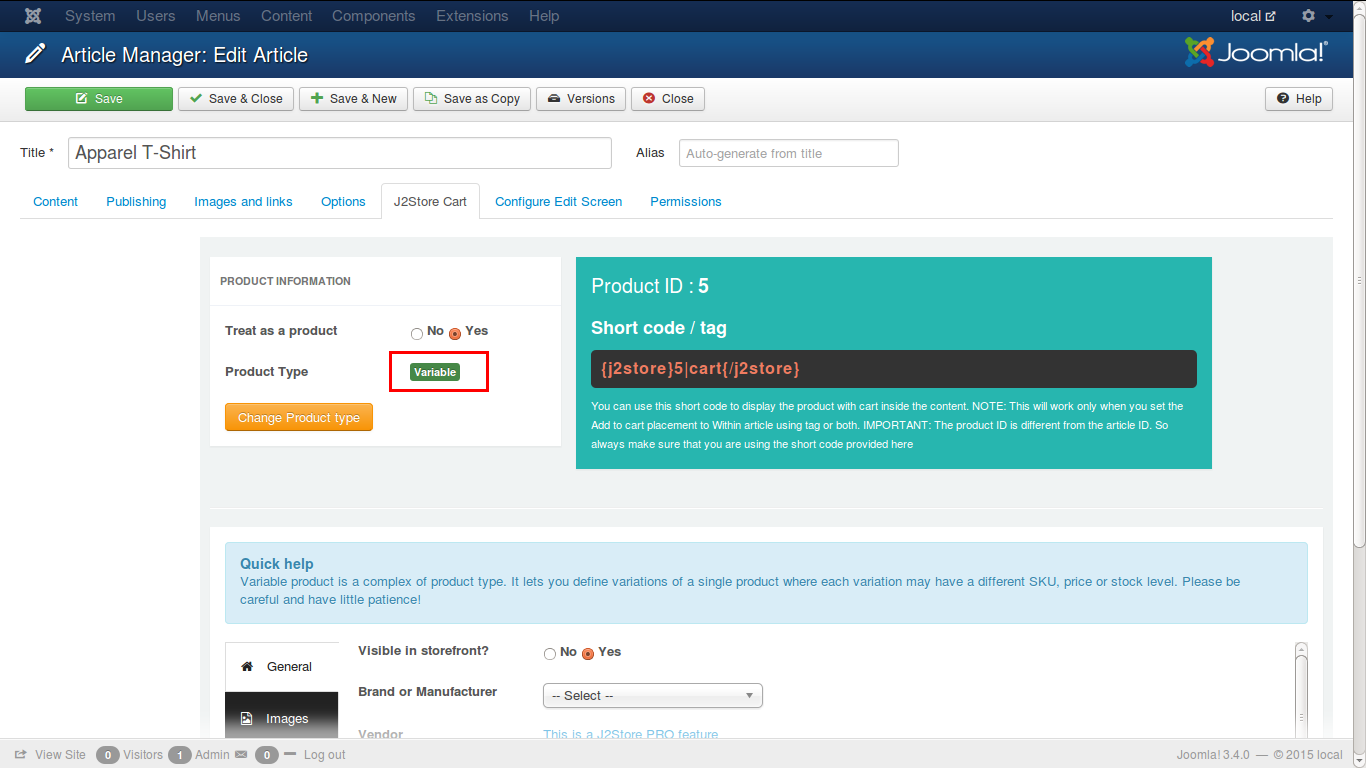 System Users Menus Content Components Extensions Help local
Article Manager: Edit Article Joomla!®
Save Save & Close Save & New Save as Copy Versions Close Help
Title * Apparel T-Shirt Alias Auto-generate from title
Content Publishing Images and links Options J2Store Cart Configure Edit Screen Permissions
PRODUCT INFORMATION
Treat as a product No Yes
Product Type Variable
Change Product type
Product ID : 5
Short code / tag
{j2store}5|cart{/j2store}
You can use this short code to display the product with cart inside the content. NOTE: This will work only when you set the
Add to cart placement to Within article using tag or both. IMPORTANT: The product ID is different from the article ID. So
always make sure that you are using the short code provided here
Quick help
Variable product is a complex of product type. It lets you define variations of a single product where each variation may have a different SKU, price or stock level. Please be
careful and have little patience!
General
Images
Visible in storefront? No Yes
Brand or Manufacturer -- Select --
Vendor This is a J2Store PRO feature
View Site 0 Visitors 1 Admin 0 Log out Joomla! 3.4.0 — © 2015 local